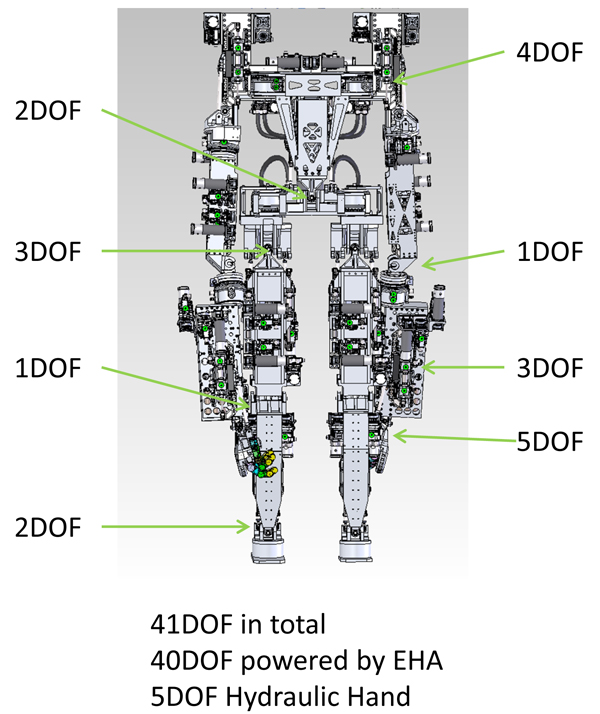 4DOF
2DOF
3DOF
1DOF
1DOF
3DOF
5DOF
2DOF
41DOF in total
40DOF powered by EHA
5DOF Hydraulic Hand